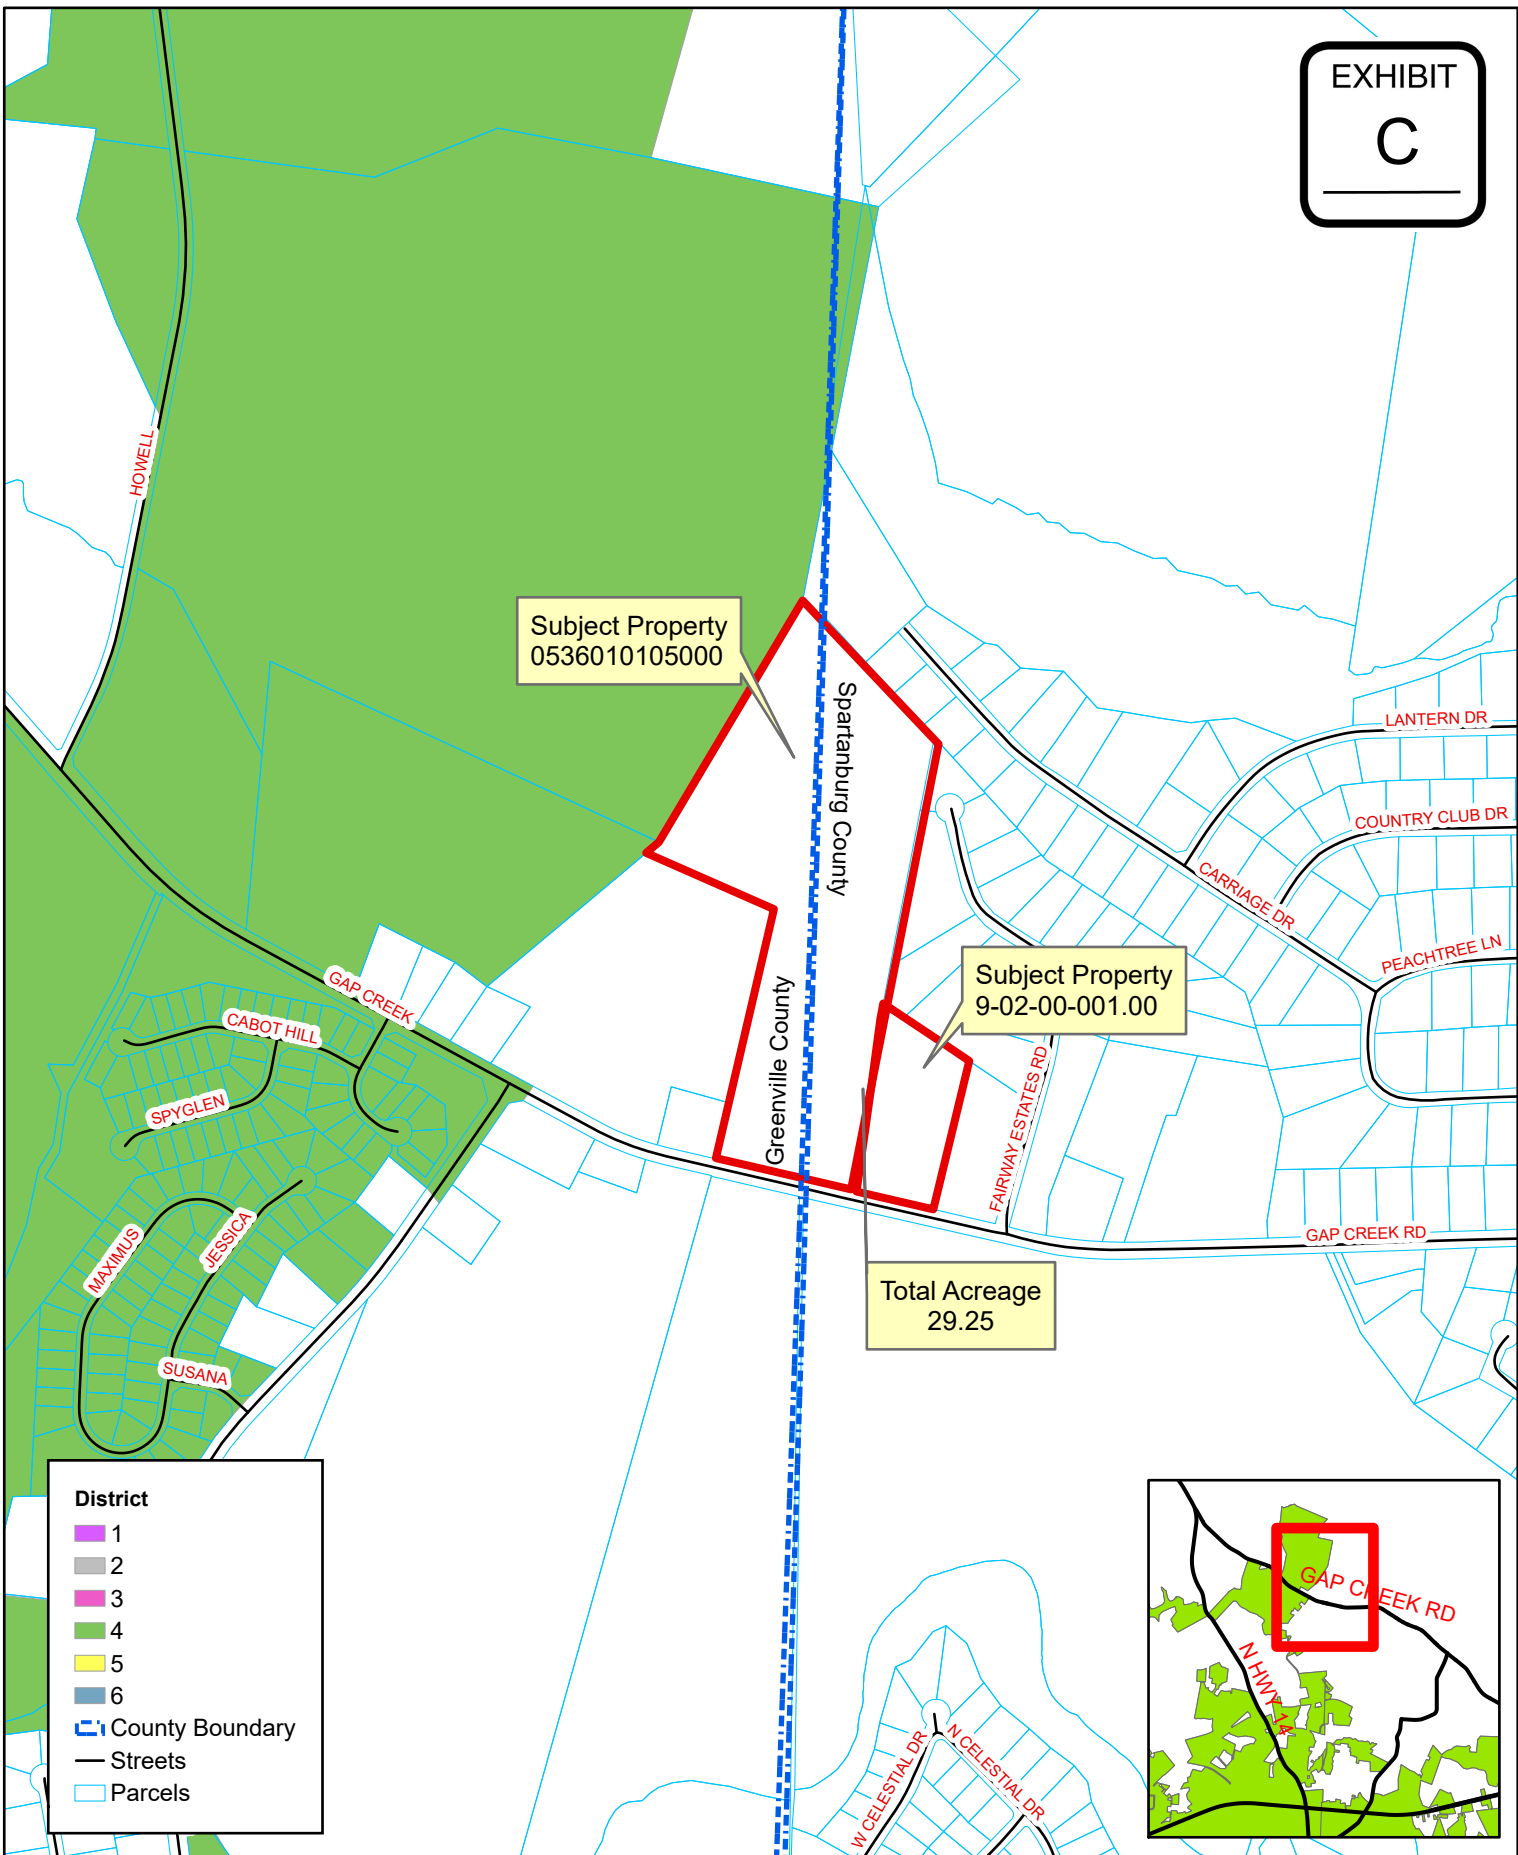 EXHIBIT
C
HOWELL
Subject Property
0536010105000
Spartanburg County
LANTERN DR
COUNTRY CLUB DR
CARRIAGE DR
PEACHTREE LN
Subject Property
9-02-00-001.00
GAP CREEK
CABOT HILL
SPYGLEN
Greenville County
FAIRWAY ESTATES RD
MAXIMUS
JESSICA
GAP CREEK RD
Total Acreage
29.25
SUSANA
District
1
2
3
4
5
6
County Boundary
Streets
Parcels
W CELESTIAL DR
N CELESTIAL DR
GAP CREEK RD
N HWY 14